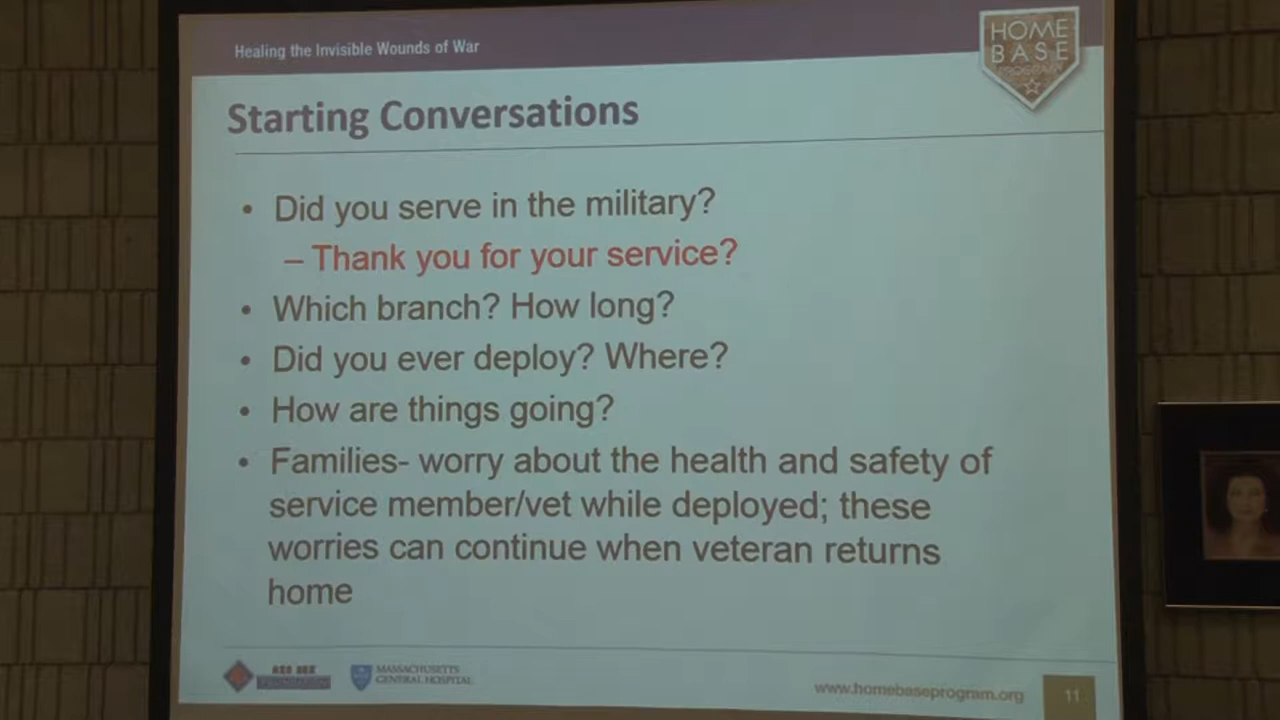 Healing the Invisible Wounds of War
HOME
BASE
PROGRAM
Starting Conversations
• Did you serve in the military?
– Thank you for your service?
• Which branch? How long?
• Did you ever deploy? Where?
• How are things going?
• Families- worry about the health and safety of
service member/vet while deployed; these
worries can continue when veteran returns
home
RED SOX
FOUNDATION
MASSACHUSETTS
GENERAL HOSPITAL
www.homebaseprogram.org
11